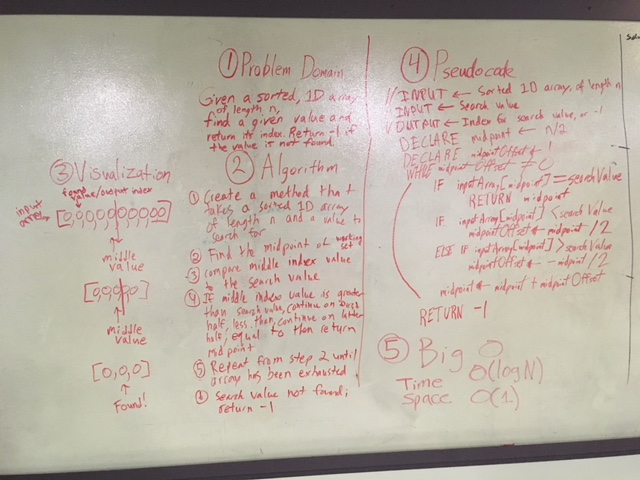 ① Problem Domain
Given a sorted, 1D array
of length n,
find a given value and
return its index. Return -1 if
the value is not found.
② Algorithm
① Create a method that
takes a sorted 1D array
of length n and a value to
search for
② Find the midpoint of working
set
③ compare middle index value
to the search value
④ If middle index value is greater
than search value, continue on
half, less than, continue on latter
half, equal to then return
midpoint
⑤ Repeat from step 2 until
array has been exhausted
search value not found;
return -1
③ Visualization
found
value/output index
input
array
[0,0,0,0,0,0,0,0,0,0]
middle
value
[0,0,0,0]
middle
value
[0,0,0]
Found!
④ Pseudocode
// INPUT ← Sorted 1D array, of length n
INPUT ← Search value
OUTPUT ← Index for search value, or -1
DECLARE midpoint ← n/2
DECLARE midpointOffset ← 1
WHILE midpointOffset ≠ 0
IF inputArray[midpoint] = searchValue
RETURN midpoint
IF inputArray[midpoint] < searchValue
midpointOffset ← midpoint/2
ELSE IF inputArray[midpoint] > searchValue
midpointOffset ← -midpoint/2
midpoint ← midpoint + midpointOffset
RETURN -1
⑤ Big O
Time O(logN)
Space O(1)